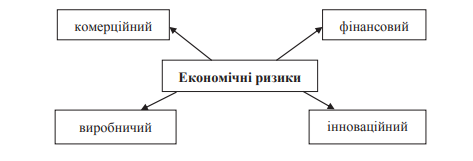 комерційний
фінансовий
Економічні ризики
виробничий
інноваційний